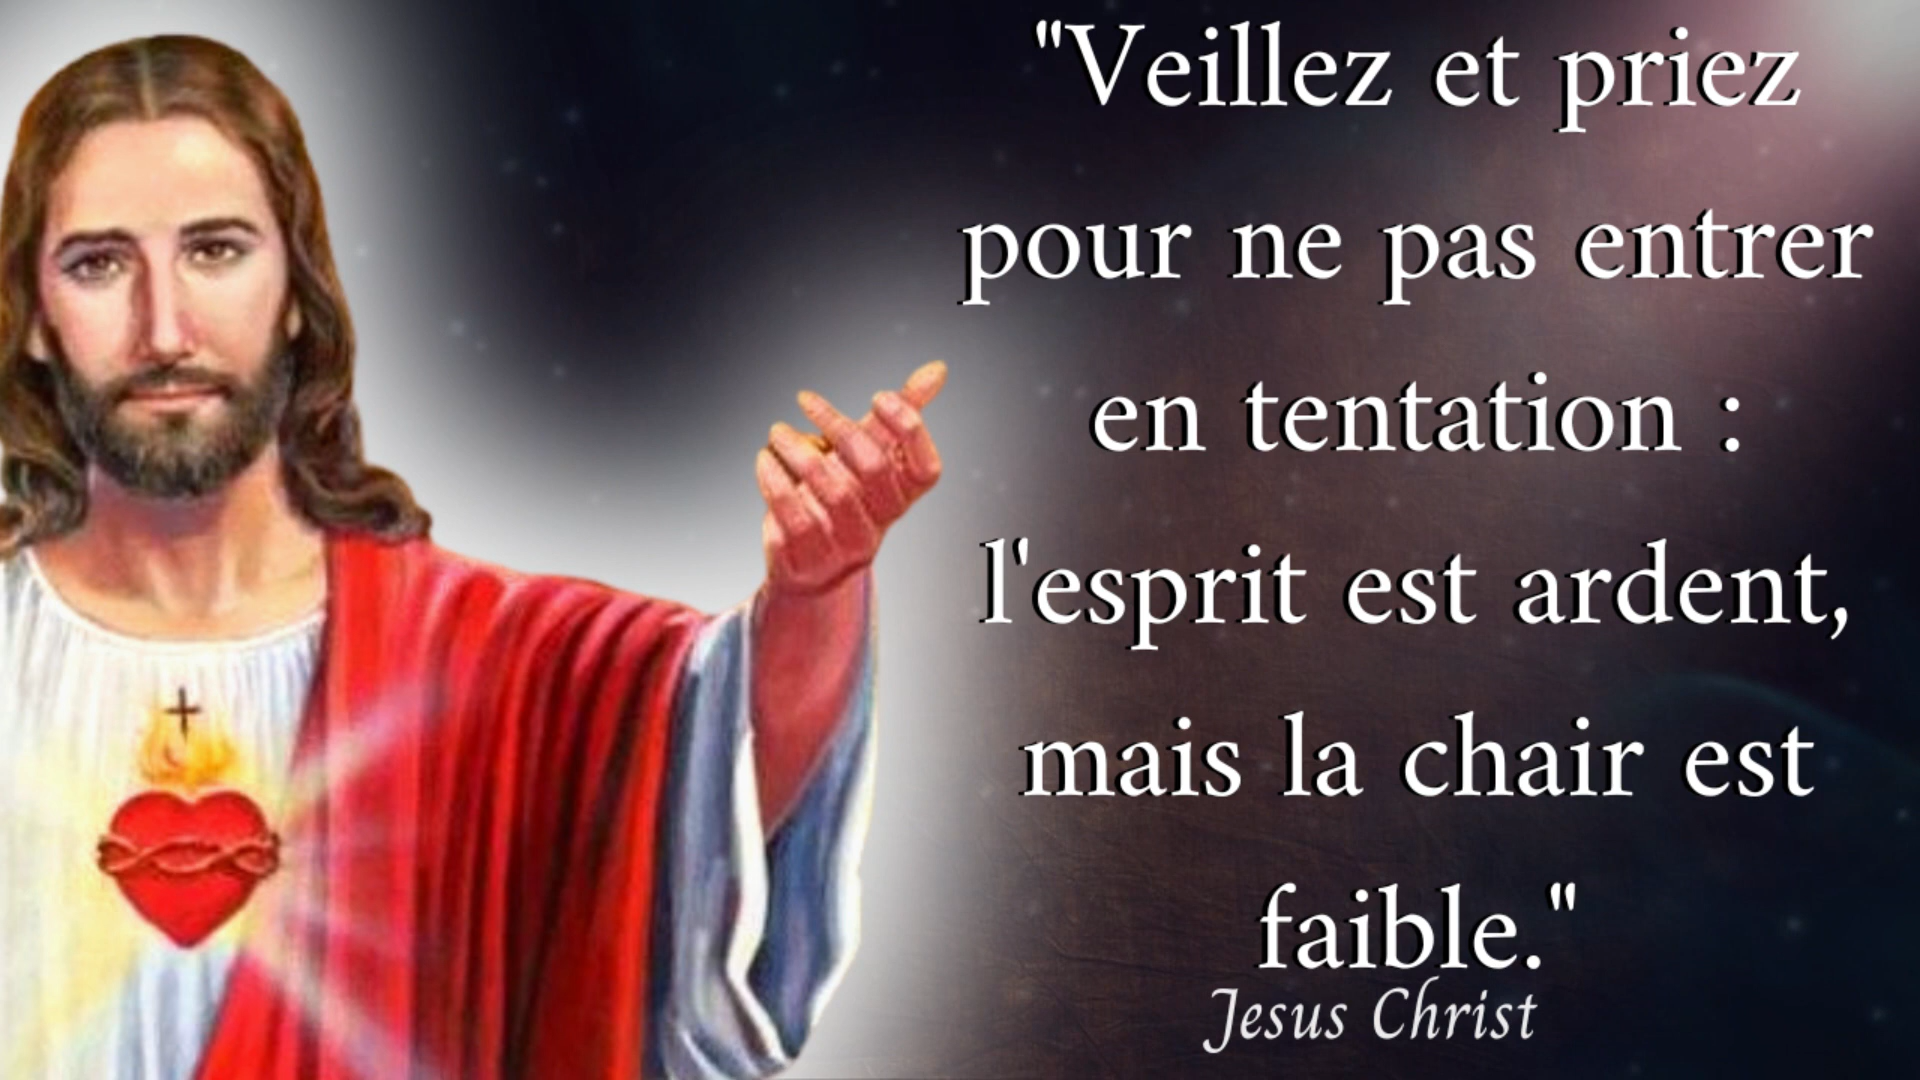 "Veillez et priez
pour ne pas entrer
en tentation :
l'esprit est ardent,
mais la chair est
faible."
Jesus Christ